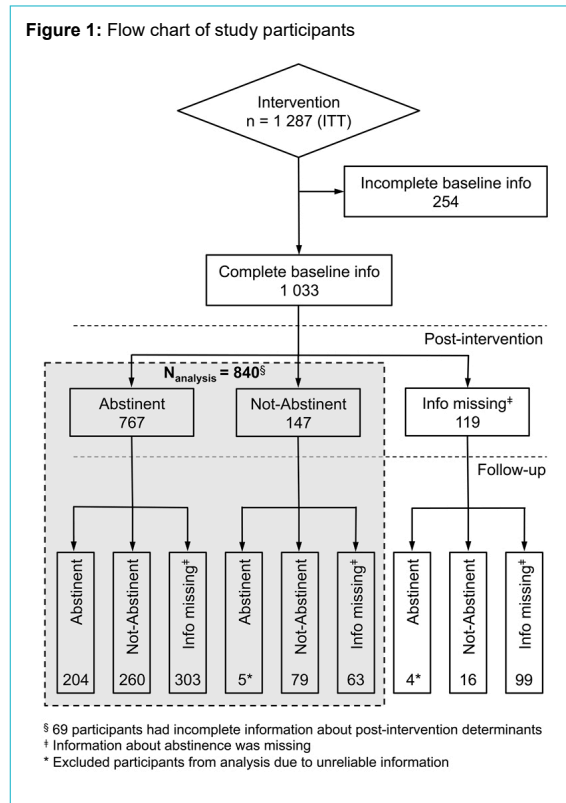 Figure 1: Flow chart of study participants
Intervention
n = 1 287 (ITT)
Incomplete baseline info
254
Complete baseline info
1 033
Post-intervention
Nanalysis = 840§
Abstinent
767
Not-Abstinent
147
Info missing‡
119
Follow-up
Abstinent
204
Not-Abstinent
260
Info missing‡
303
Abstinent
5*
Not-Abstinent
79
Info missing‡
63
Abstinent
4*
Not-Abstinent
16
Info missing‡
99
§ 69 participants had incomplete information about post-intervention determinants
‡ Information about abstinence was missing
* Excluded participants from analysis due to unreliable information